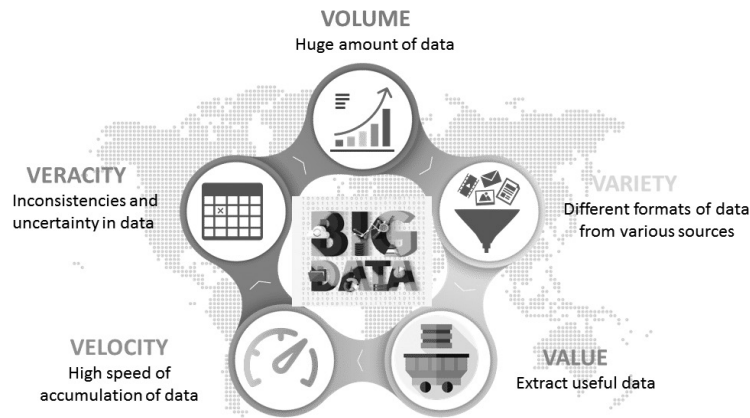 VOLUME
Huge amount of data
VERACITY
Inconsistencies and
uncertainty in data
VARIETY
Different formats of data
from various sources
BIG
DATA
VELOCITY
High speed of
accumulation of data
VALUE
Extract useful data